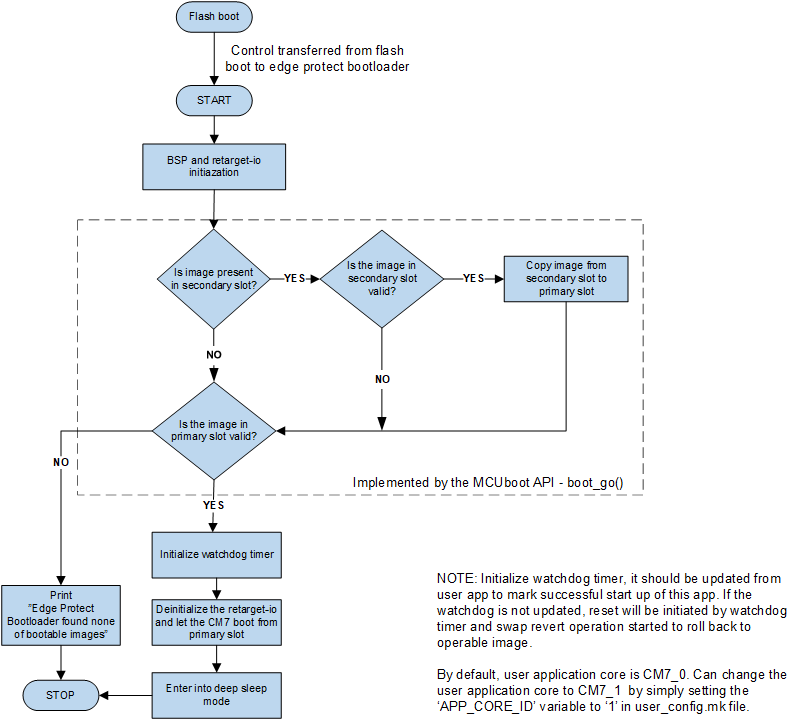 Flash boot
Control transferred from flash
boot to edge protect bootloader
START
BSP and retarget-io
initiazation
Is image present
in secondary slot?
YES
Is the image in
secondary slot
valid?
YES
Copy image from
secondary slot to
primary slot
NO
NO
Is the image in
primary slot valid?
NO
Implemented by the MCUboot API - boot_go()
YES
Initialize watchdog timer
Print
"Edge Protect
Bootloader found none
of bootable images"
Deinitialize the retarget-io
and let the CM7 boot from
primary slot
Enter into deep sleep
mode
STOP
NOTE: Initialize watchdog timer, it should be updated from
user app to mark successful start up of this app. If the
watchdog is not updated, reset will be initiated by watchdog
timer and swap revert operation started to roll back to
operable image.
By default, user application core is CM7_0. Can change the
user application core to CM7_1 by simply setting the
‘APP_CORE_ID’ variable to ‘1’ in user_config.mk file.